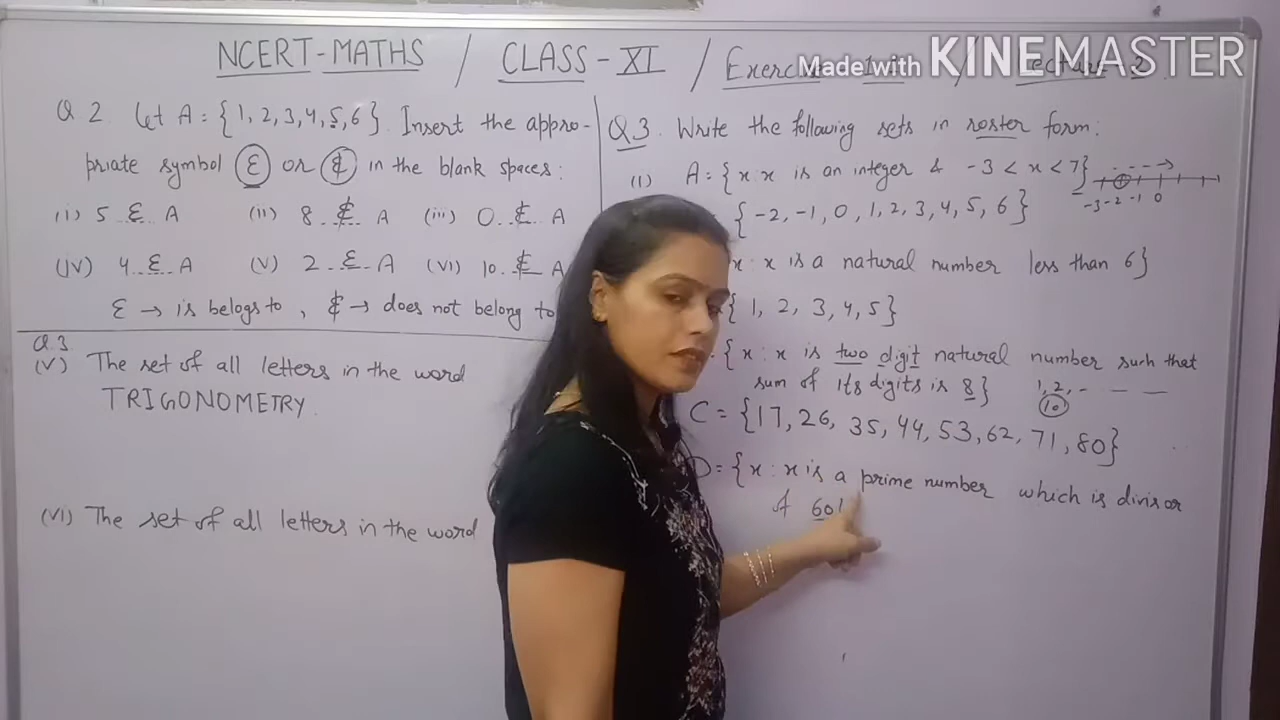 NCERT-MATHS / CLASS-XI / Exerci
Made with KINEMASTER
Q.2 Let A = {1, 2, 3, 4, 5, 6}. Insert the appro-
priate symbol ∈ or ∉ in the blank spaces:
(i) 5 ..∈.. A (ii) 8 ..∉.. A (iii) 0 ..∉.. A
(IV) 4 ..∈.. A (V) 2 ..∈.. A (VI) 10 ..∉.. A
∈ → is belogs to, ∉ → does not belong to
Q.3
(V) The set of all letters in the word
TRIGONOMETRY.
(VI) The set of all letters in the word
Q.3 Write the following sets in roster form:
(I) A = {x: x is an integer & -3 < x < 7}
-3 -2 -1 0
{-2, -1, 0, 1, 2, 3, 4, 5, 6}
x : x is a natural number less than 6}
{1, 2, 3, 4, 5}
{x : x is two digit natural number such that
sum of its digits is 8} 1, 2, - - - -
10
C = {17, 26, 35, 44, 53, 62, 71, 80}
D = {x : x is a prime number which is divisor
of 60}